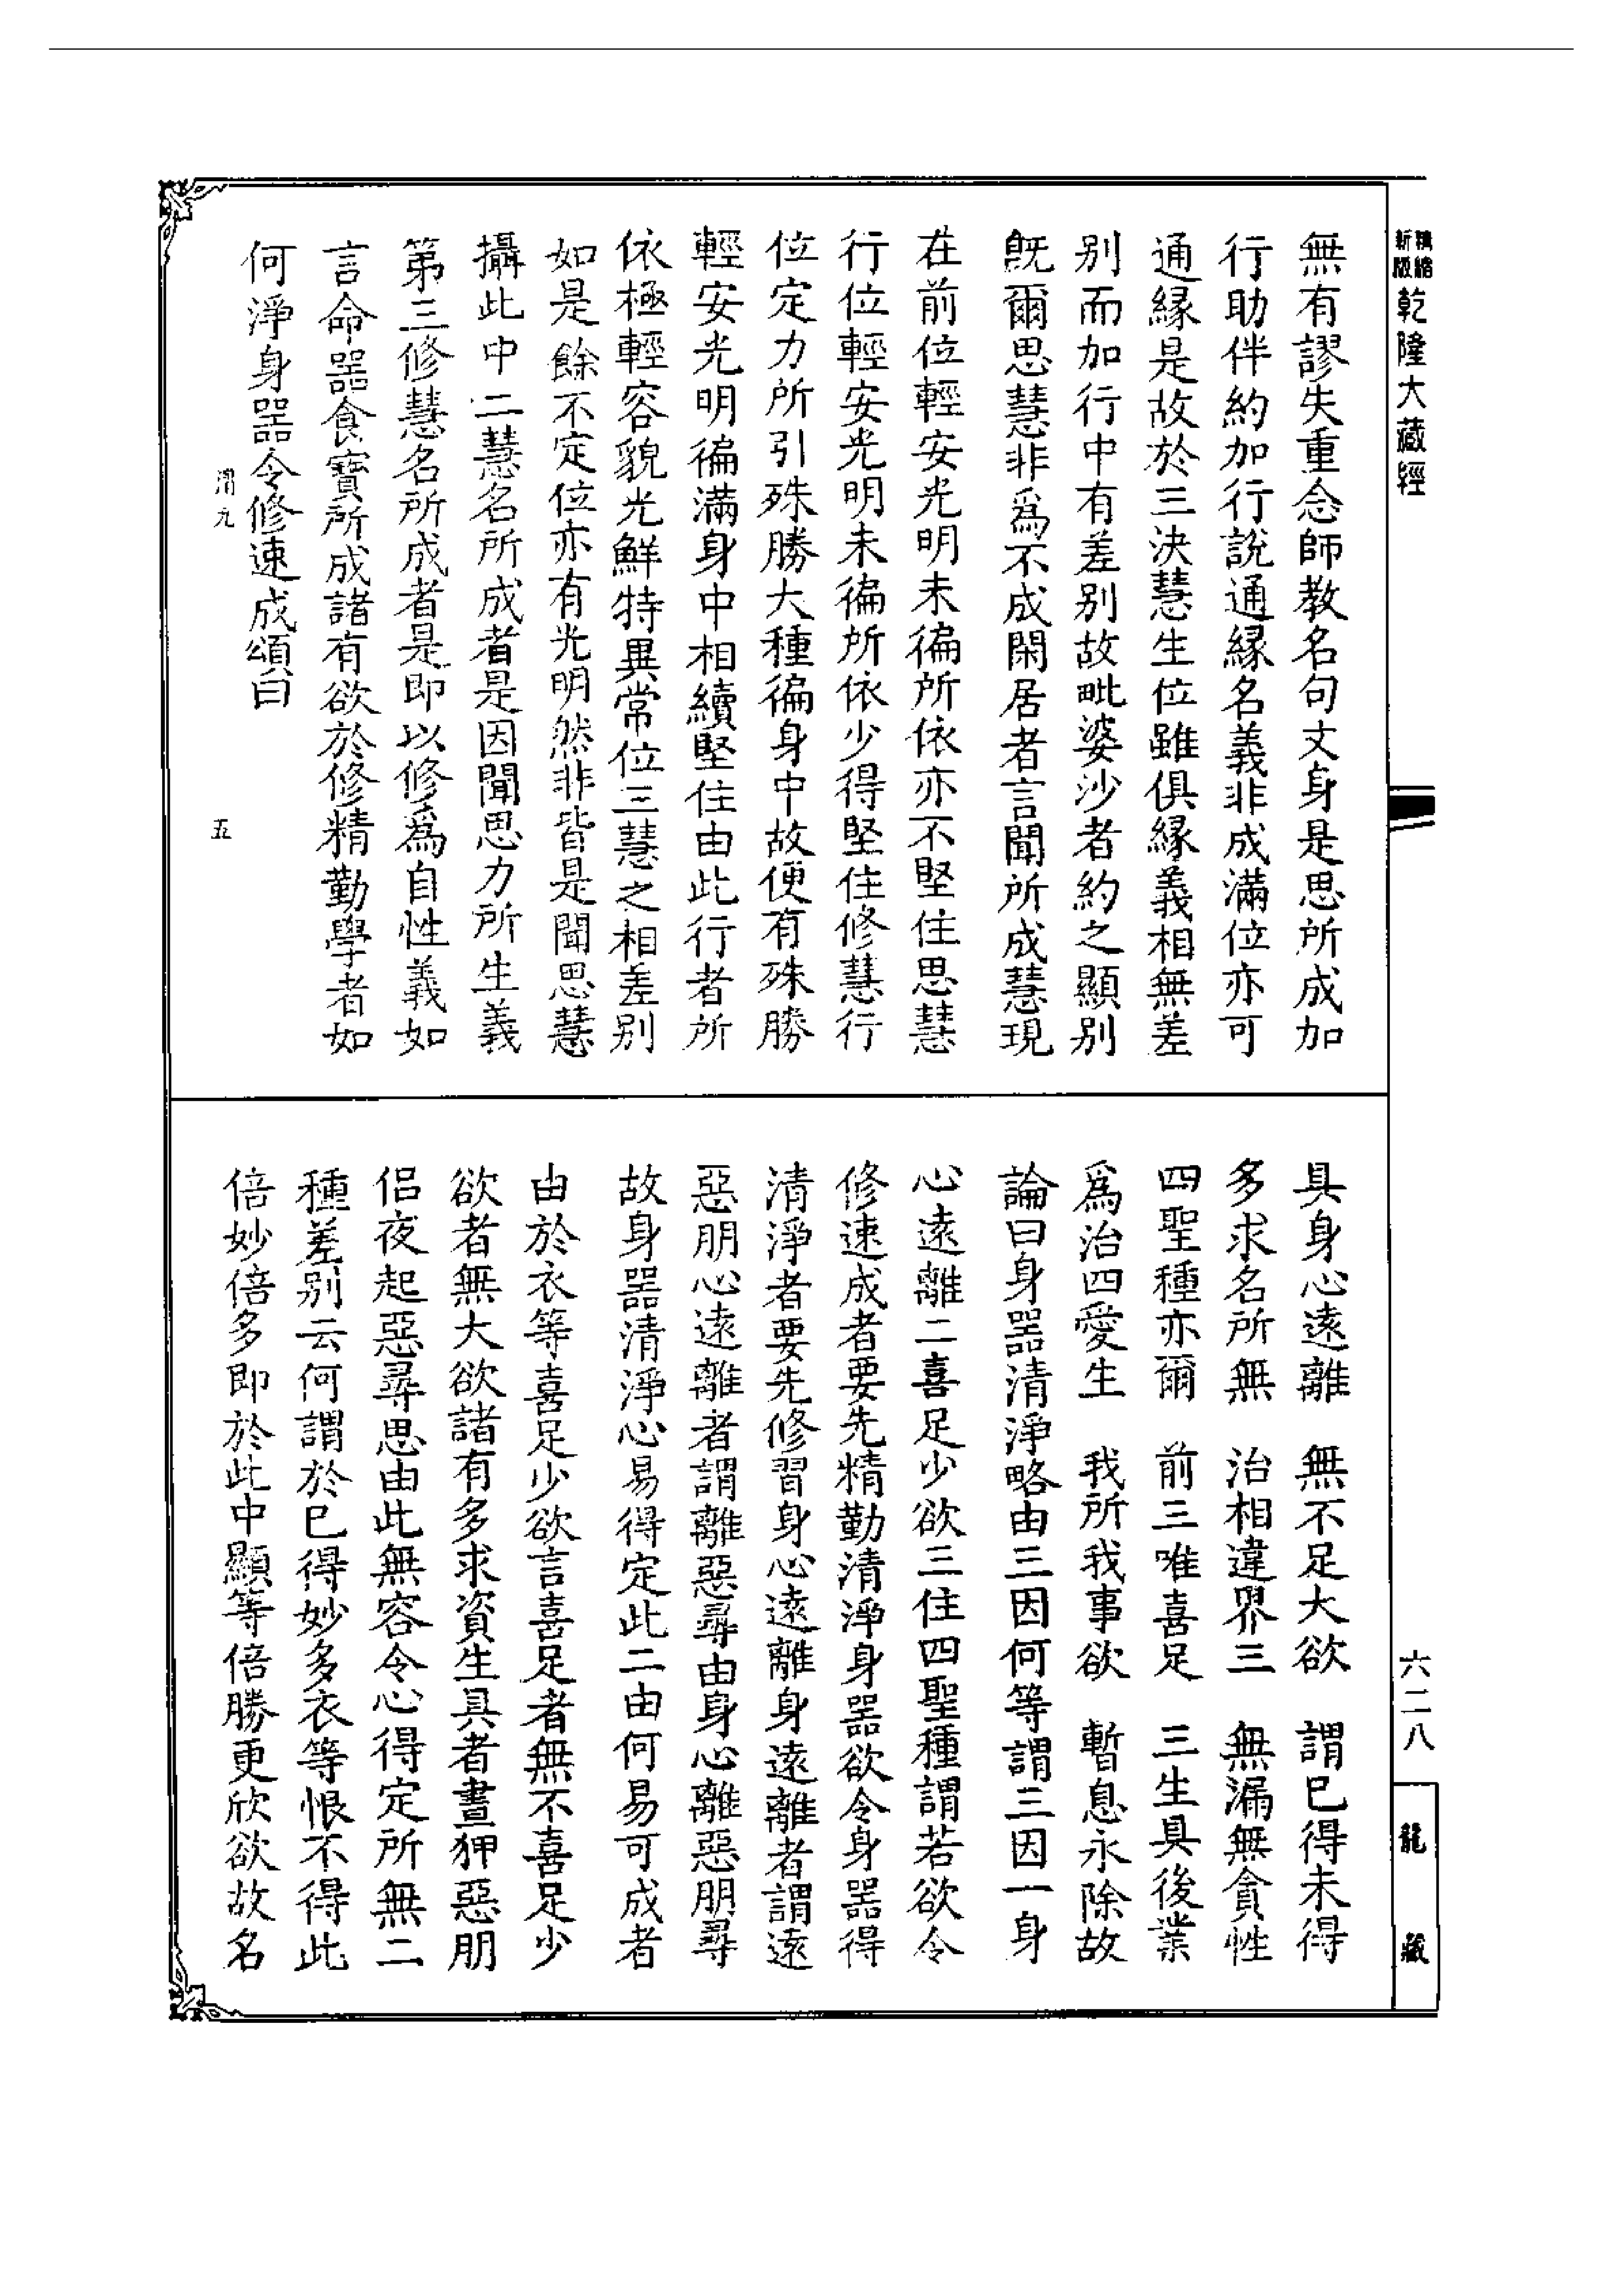 精縮新版乾隆大藏經
無有謬失重念師教名句文身是思所成加
行助伴約加行說通緣名義非成滿位亦可
通緣是故於三決慧生位雖俱緣義相無差
别而加行中有差别故毗婆沙者約之顯别
旣爾思慧非爲不成閑居者言聞所成慧現
在前位輕安光明未徧所依亦不堅住思慧
行位輕安光明未徧所依少得堅住修慧行
位定力所引殊勝大種徧身中故便有殊勝
輕安光明徧滿身中相續堅住由此行者所
依極輕容貌光鮮特異常位三慧之相差别
如是餘不定位亦有光明然非皆是聞思慧
攝此中二慧名所成者是因聞思力所生義
第三修慧名所成者是即以修爲自性義如
言命器食寶所成諸有欲於修精勤學者如
何淨身器令修速成頌曰
渭九
五
具身心遠離　無不足大欲　謂已得未得
多求名所無　治相違界三　無漏無貪性
四聖種亦爾　前三唯喜足　三生具後業
爲治四愛生　我所我事欲　暫息永除故
論曰身器清淨略由三因何等謂三因一身
心遠離二喜足少欲三住四聖種謂若欲令
修速成者要先精勤清淨身器欲令身器得
清淨者要先修習身心遠離身遠離者謂遠
惡朋心遠離者謂離惡尋由身心離惡朋尋
故身器清淨心易得定此二由何易可成者
由於衣等喜足少欲言喜足者無不喜足少
欲者無大欲諸有多求資生具者晝狎惡朋
侶夜起惡尋思由此無容令心得定所無二
種差别云何謂於已得妙多衣等恨不得此
倍妙倍多即於此中顯等倍勝更欣欲故名
六二八
龍藏